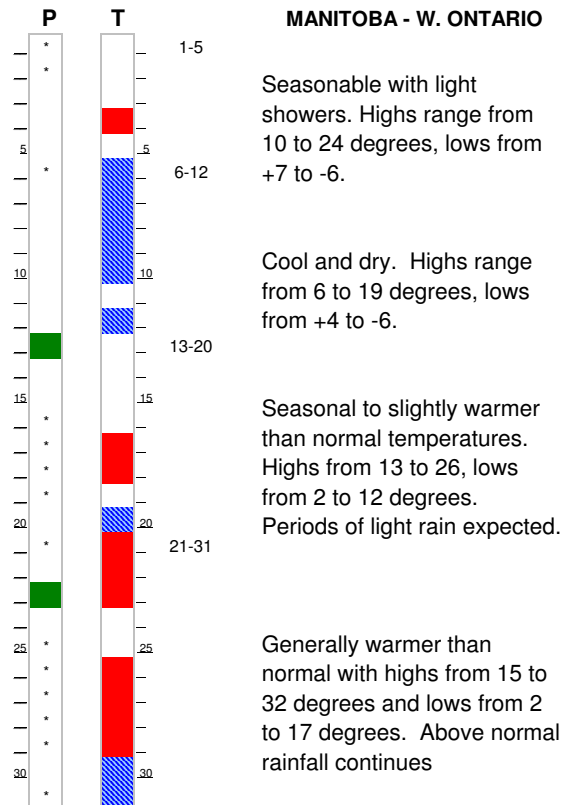 P T MANITOBA - W. ONTARIO
* 1-5
*
Seasonable with light
showers. Highs range from
10 to 24 degrees, lows from
+7 to -6.
5 5
* 6-12
Cool and dry.  Highs range
from 6 to 19 degrees, lows
from +4 to -6.
10 10
13-20
Seasonal to slightly warmer
than normal temperatures.
Highs from 13 to 26, lows
from 2 to 12 degrees.
Periods of light rain expected.
15 15
*
*
*
*
20 20
* 21-31
Generally warmer than
normal with highs from 15 to
32 degrees and lows from 2
to 17 degrees.  Above normal
rainfall continues
25 25
*
*
*
*
*
30 30
*